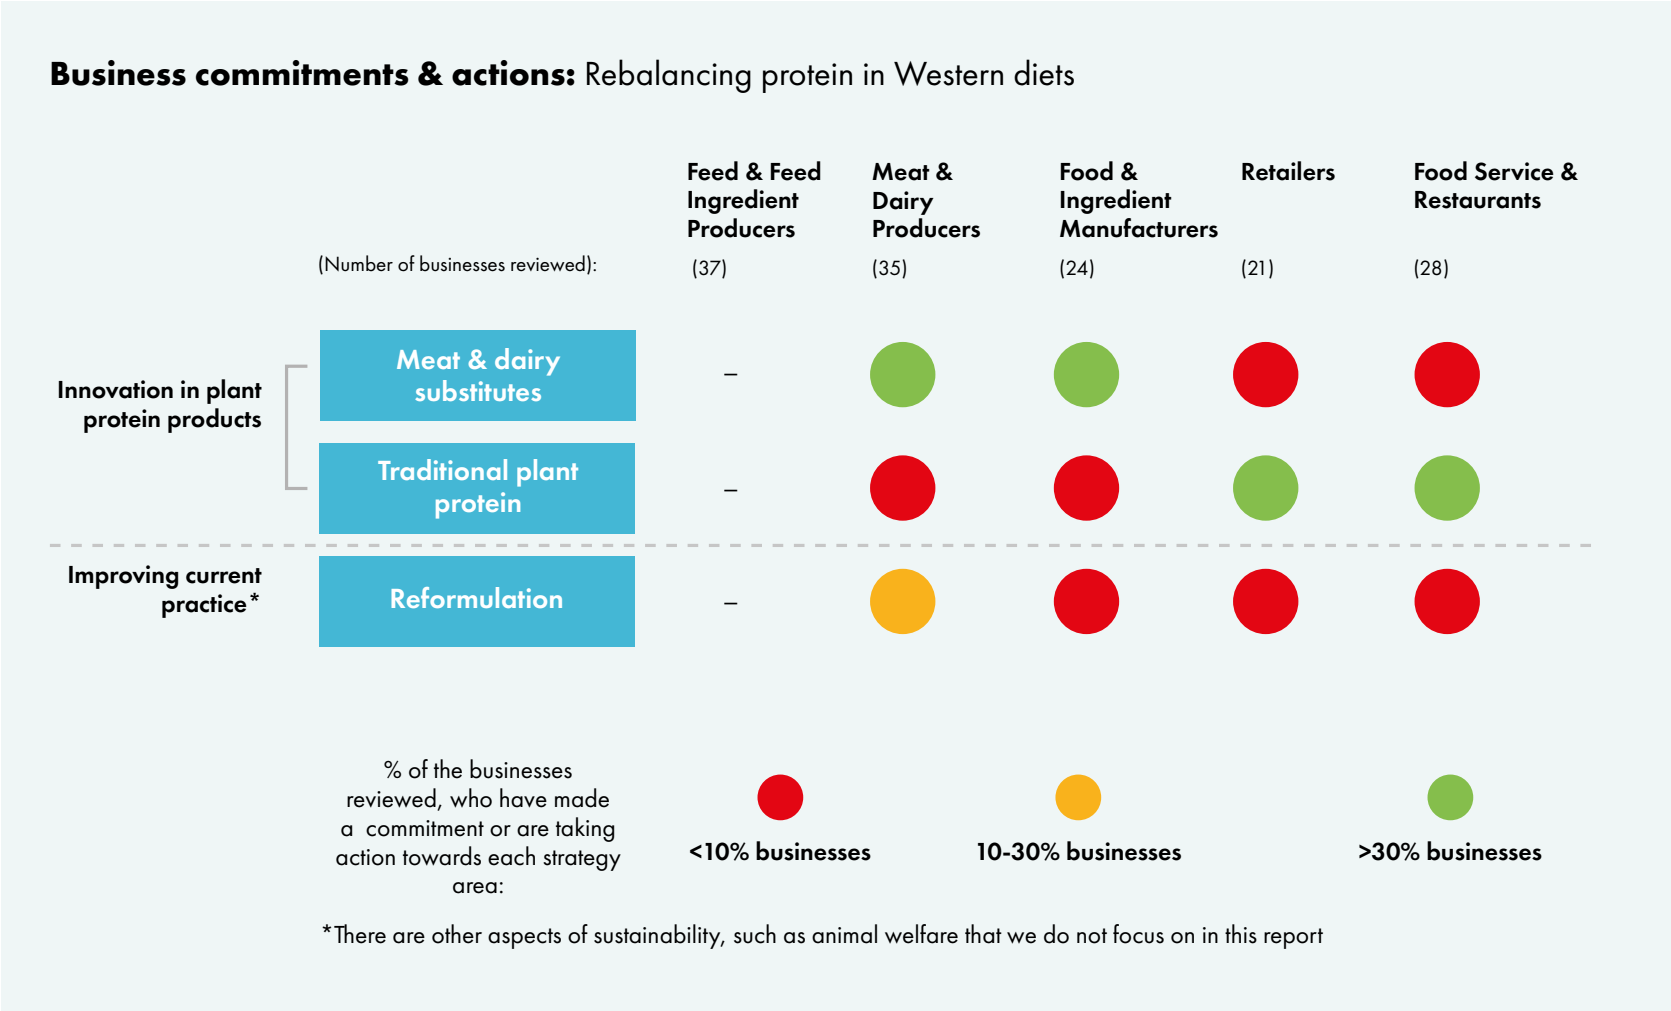 Business commitments & actions: Rebalancing protein in Western diets
Feed & Feed
Ingredient
Producers
Meat &
Dairy
Producers
Food &
Ingredient
Manufacturers
Retailers
Food Service &
Restaurants
(Number of businesses reviewed):
(37)
(35)
(24)
(21)
(28)
Innovation in plant
protein products
Meat & dairy
substitutes
–
Traditional plant
protein
–
Improving current
practice*
Reformulation
–
% of the businesses
reviewed, who have made
a commitment or are taking
action towards each strategy
area:
<10% businesses
10-30% businesses
>30% businesses
*There are other aspects of sustainability, such as animal welfare that we do not focus on in this report